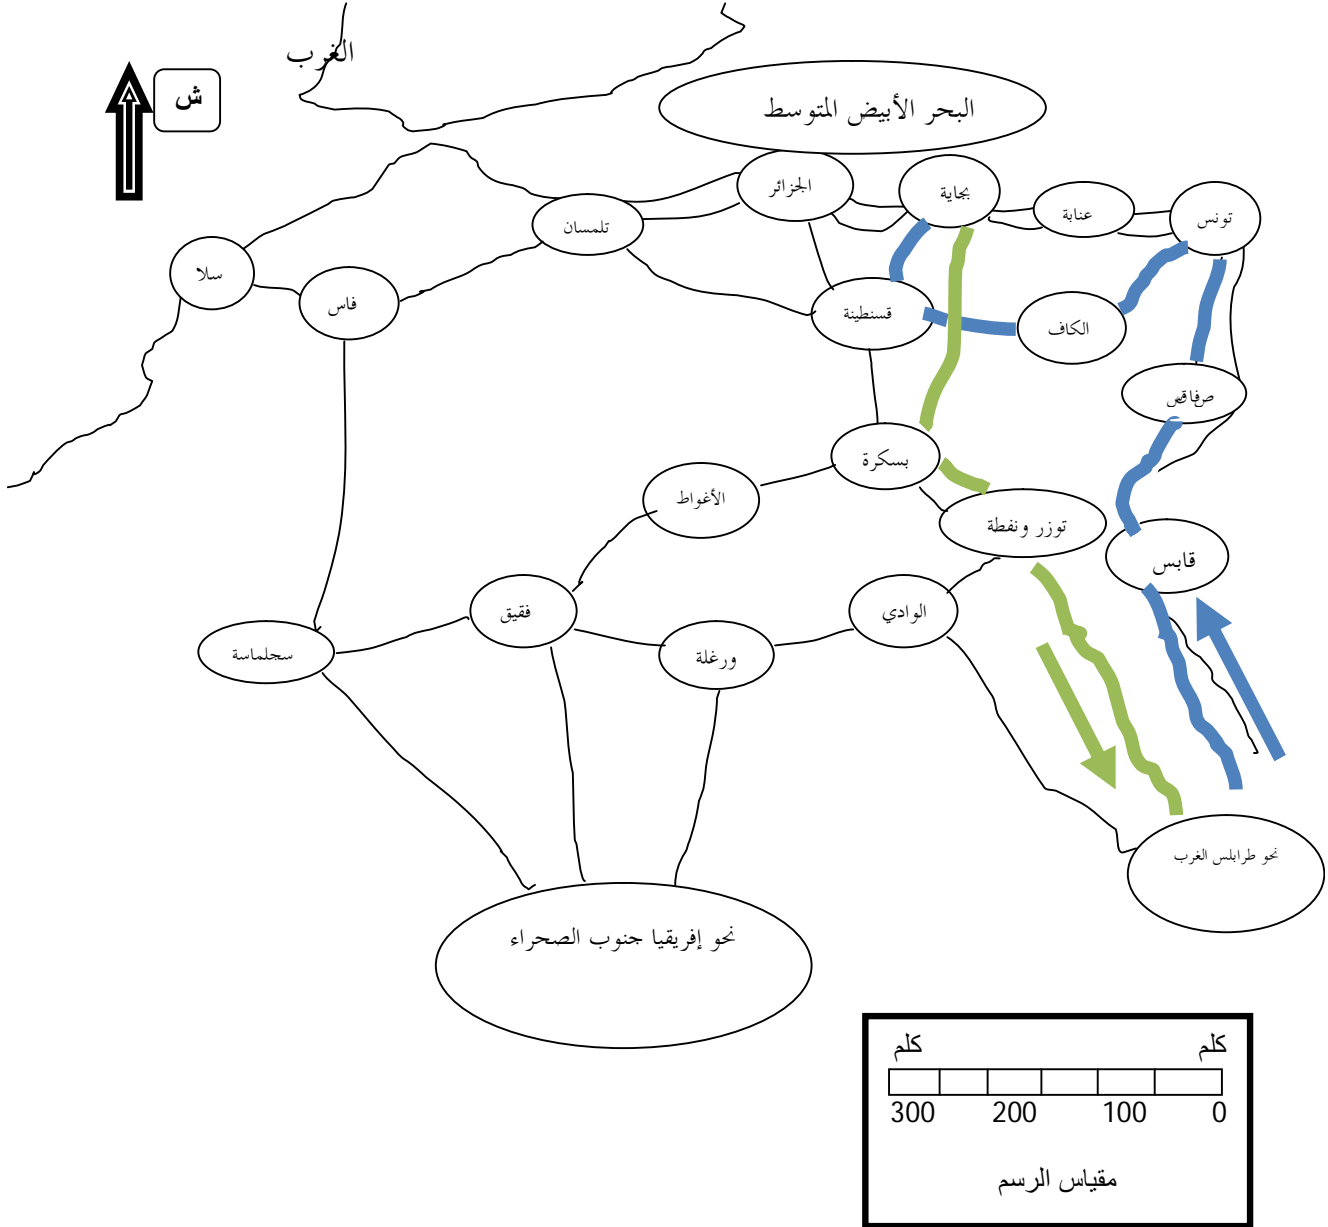 الغرب
ش
البحر الأبيض المتوسط
الجزائر
بجاية
عنابة
تونس
تلمسان
سلا
فاس
قسنطينة
الكاف
صفاقص
بسكرة
الأغواط
توزر ونفطة
قابس
فقيق
الوادي
سجلماسة
ورغلة
نحو طرابلس الغرب
نحو إفريقيا جنوب الصحراء
كلم
كلم
0
100
200
300
مقياس الرسم